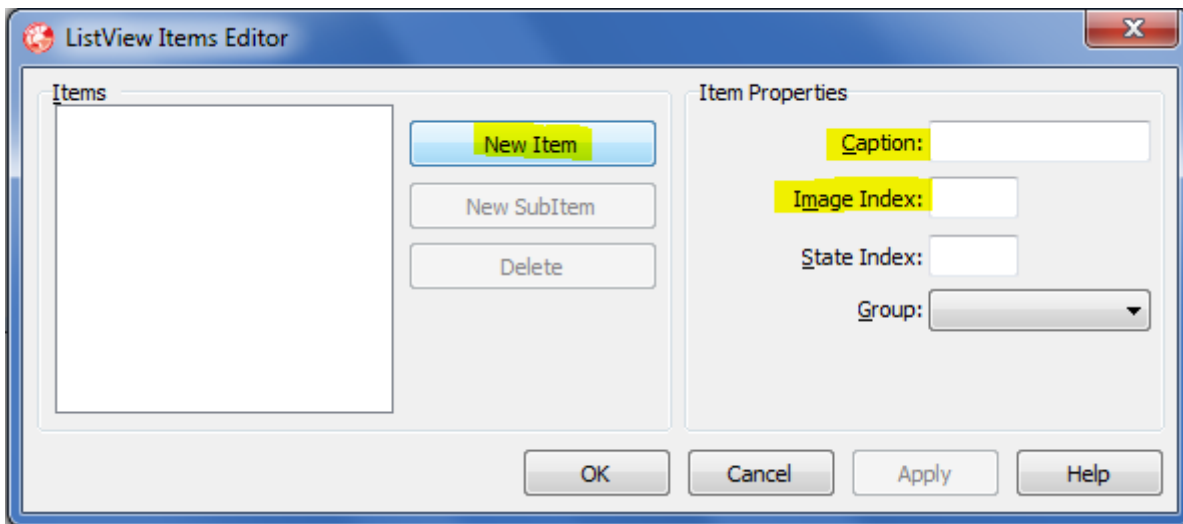 ListView Items Editor
Items
New Item
New SubItem
Delete
Item Properties
Caption:
Image Index:
State Index:
Group:
OK
Cancel
Apply
Help